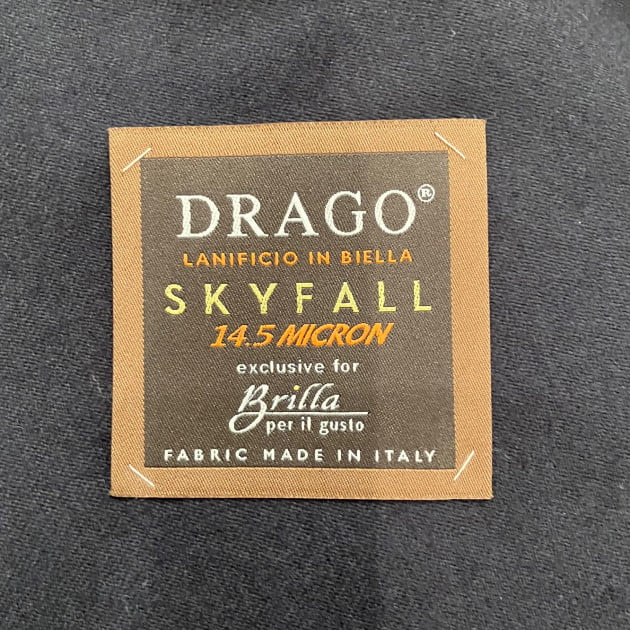 DRAGO®
LANIFICIO IN BIELLA
SKYFALL
14.5 MICRON
exclusive for
Brilla
per il gusto
FABRIC MADE IN ITALY